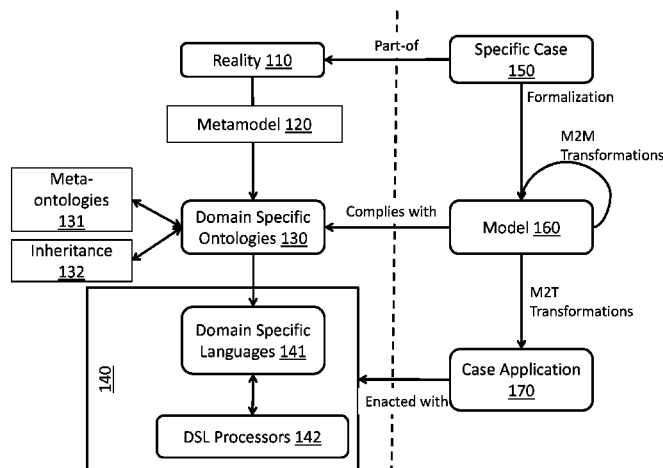 Reality 110
Part-of
Specific Case
150
Formalization
Metamodel 120
M2M
Transformations
Meta-
ontologies
131
Inheritance
132
Domain Specific
Ontologies 130
Complies with
Model 160
M2T
Transformations
140
Domain Specific
Languages 141
Case Application
170
Enacted with
DSL Processors 142